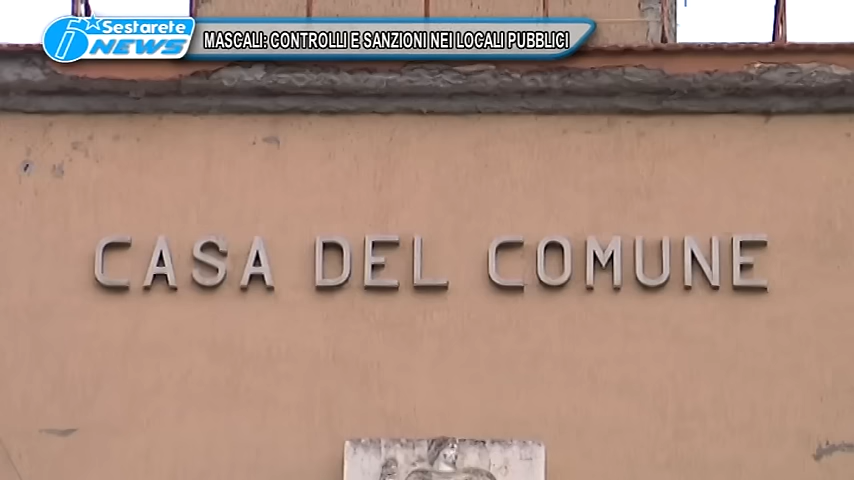 6 Sestarete
NEWS
MASCALI: CONTROLLI E SANZIONI NEI LOCALI PUBBLICI
CASA DEL COMUNE